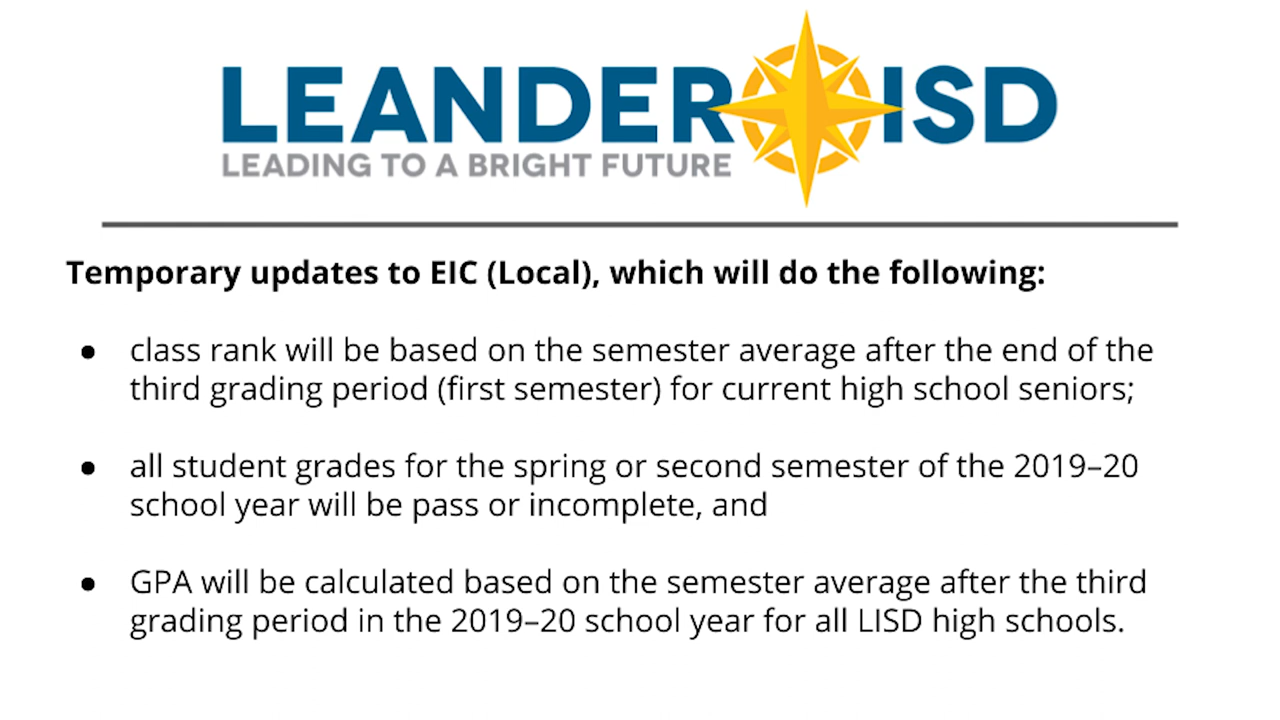 LEANDER ISD
LEADING TO A BRIGHT FUTURE
Temporary updates to EIC (Local), which will do the following:
● class rank will be based on the semester average after the end of the
third grading period (first semester) for current high school seniors;
● all student grades for the spring or second semester of the 2019–20
school year will be pass or incomplete, and
● GPA will be calculated based on the semester average after the third
grading period in the 2019–20 school year for all LISD high schools.